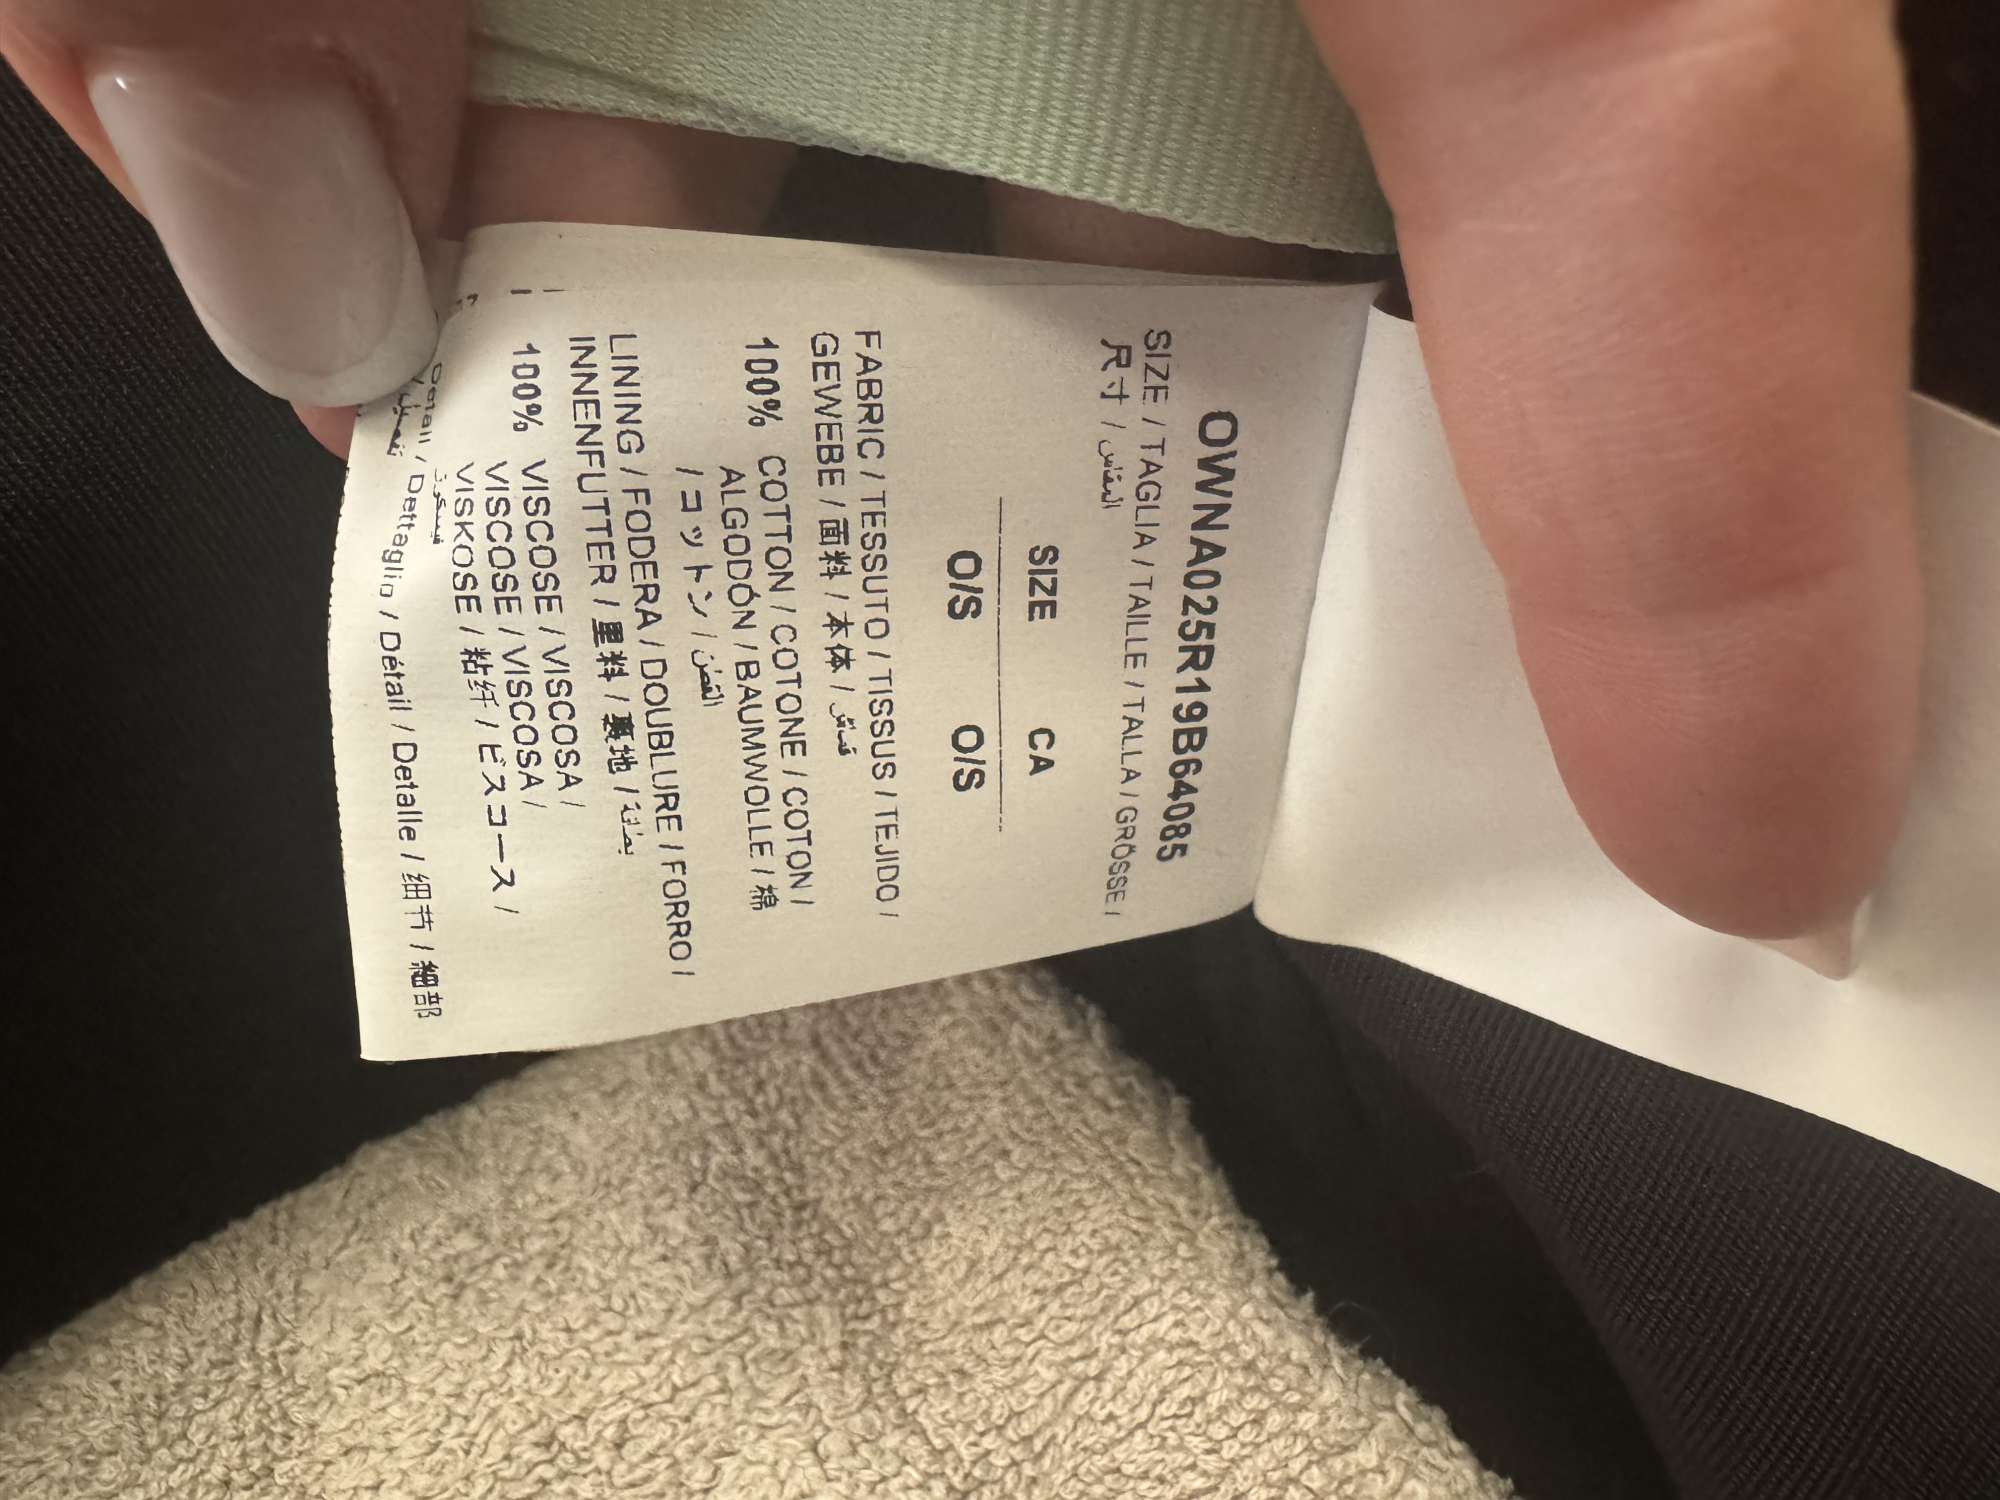 OWNA025R19B64085
SIZE / TAGLIA / TAILLE / TALLA / GRÖSSE /
尺寸 / المقاس
SIZE CA
O/S O/S
FABRIC / TESSUTO / TISSUS / TEJIDO /
GEWEBE / 面料 / 本体 / قماش
100% COTTON / COTONE / COTON /
ALGODÓN / BAUMWOLLE / 棉
/ コットン / القطن
LINING / FODERA / DOUBLURE / FORRO /
INNENFUTTER / 里料 / 裏地 / بطانة
100% VISCOSE / VISCOSA /
VISCOSE / VISCOSA /
VISKOSE / 粘纤 / ビスコース /
فيسكوز
Detail / Dettaglio / Détail / Detalle / 细节 / 細部
/ تفصيل